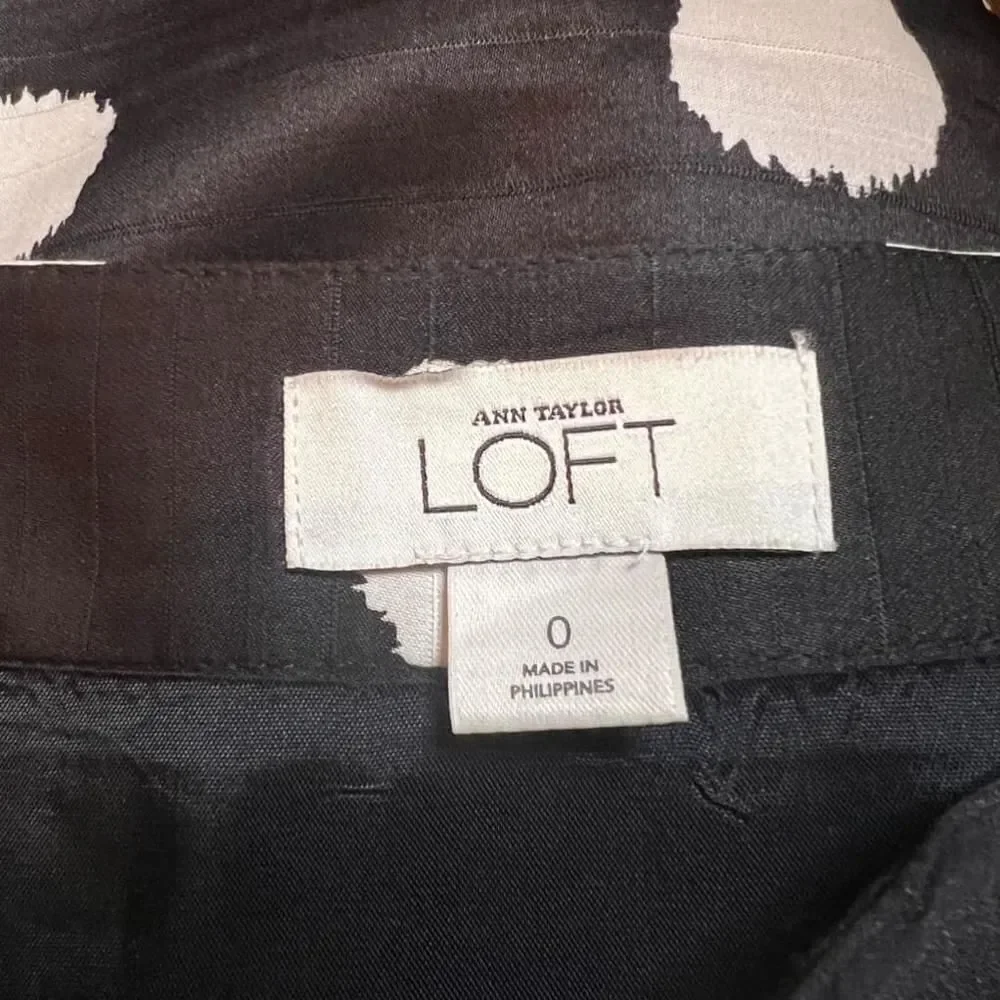 ANN TAYLOR
LOFT
0
MADE IN
PHILIPPINES